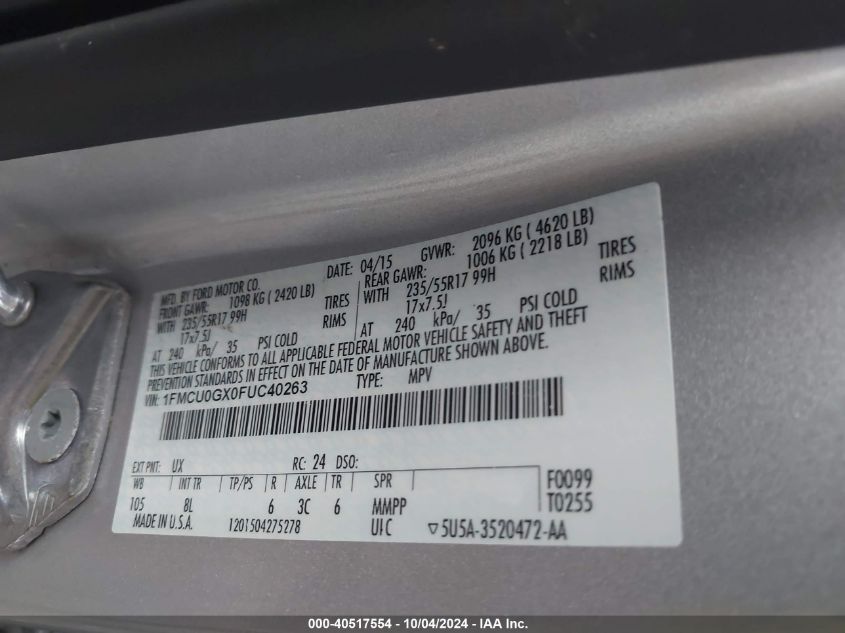 MFD. BY FORD MOTOR CO.
DATE: 04/15 GVWR: 2096 KG ( 4620 LB)
FRONT GAWR: 1098 KG ( 2420 LB)
REAR GAWR: 1006 KG ( 2218 LB)
WITH 235/55R17 99H TIRES
WITH 235/55R17 99H TIRES
17x7.5J RIMS
17x7.5J RIMS
AT 240 kPa/ 35 PSI COLD
AT 240 kPa/ 35 PSI COLD
THIS VEHICLE CONFORMS TO ALL APPLICABLE FEDERAL MOTOR VEHICLE SAFETY AND THEFT
PREVENTION STANDARDS IN EFFECT ON THE DATE OF MANUFACTURE SHOWN ABOVE.
VIN: 1FMCU0GX0FUC40263 TYPE: MPV
EXT PNT: UX RC: 24 DSO:
WB INT TR TP/PS R AXLE TR SPR F0099
105 8L 6 3C 6 MMPP T0255
MADE IN U.S.A. 1201504275278 5U5A-3520472-AA
000-40517554 - 10/04/2024 - IAA Inc.